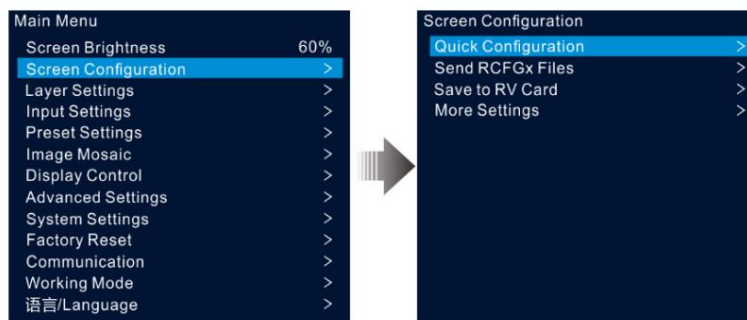 Main Menu
Screen Brightness 60%
Screen Configuration >
Layer Settings >
Input Settings >
Preset Settings >
Image Mosaic >
Display Control >
Advanced Settings >
System Settings >
Factory Reset >
Communication >
Working Mode >
语言/Language >
Screen Configuration
Quick Configuration >
Send RCFGx Files >
Save to RV Card >
More Settings >